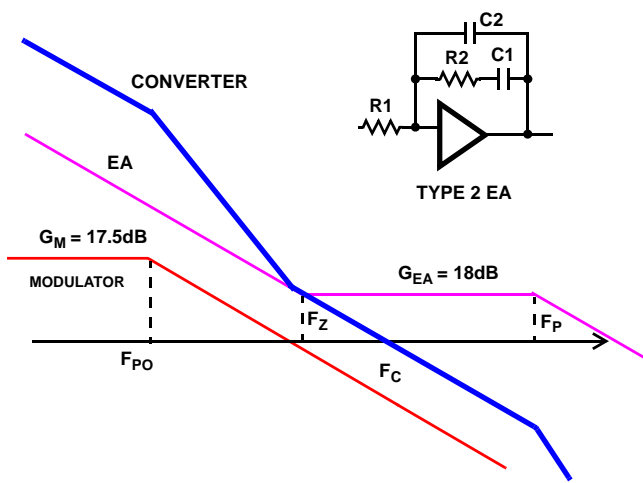 C2
R2
C1
R1
TYPE 2 EA
CONVERTER
EA
GM = 17.5dB
MODULATOR
GEA = 18dB
FZ
FP
FPO
FC